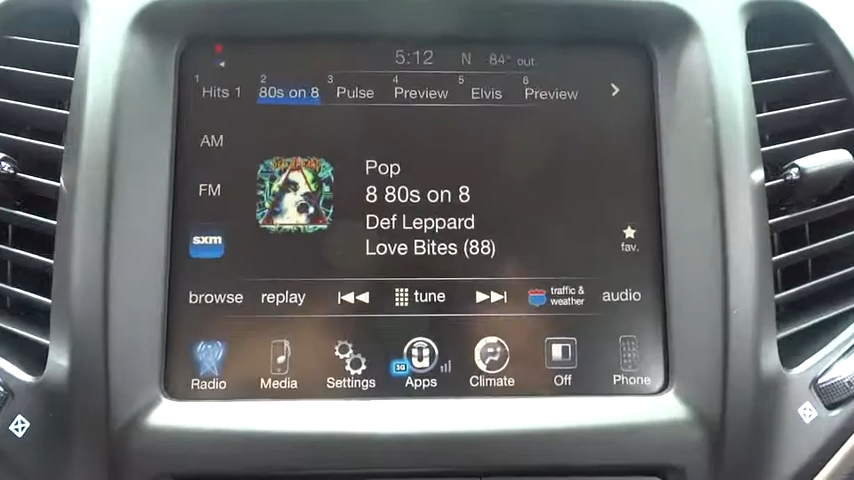 5:12 N 84° out.
1 Hits 1 2 80s on 8 3 Pulse 4 Preview 5 Elvis 6 Preview
AM
Pop
FM
8 80s on 8
Def Leppard
sxm
Love Bites (88)
fav.
browse replay tune traffic & weather audio
3G
Radio Media Settings Apps Climate Off Phone